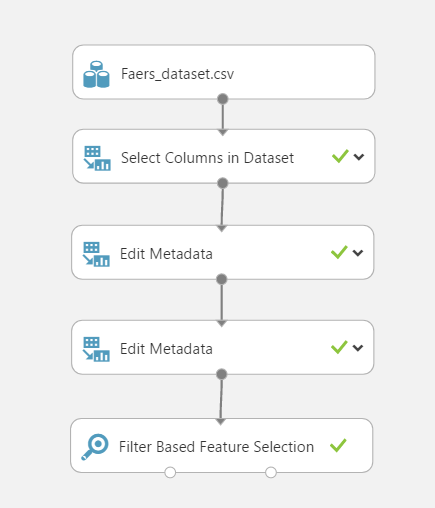 Faers_dataset.csv
Select Columns in Dataset
Edit Metadata
Edit Metadata
Filter Based Feature Selection